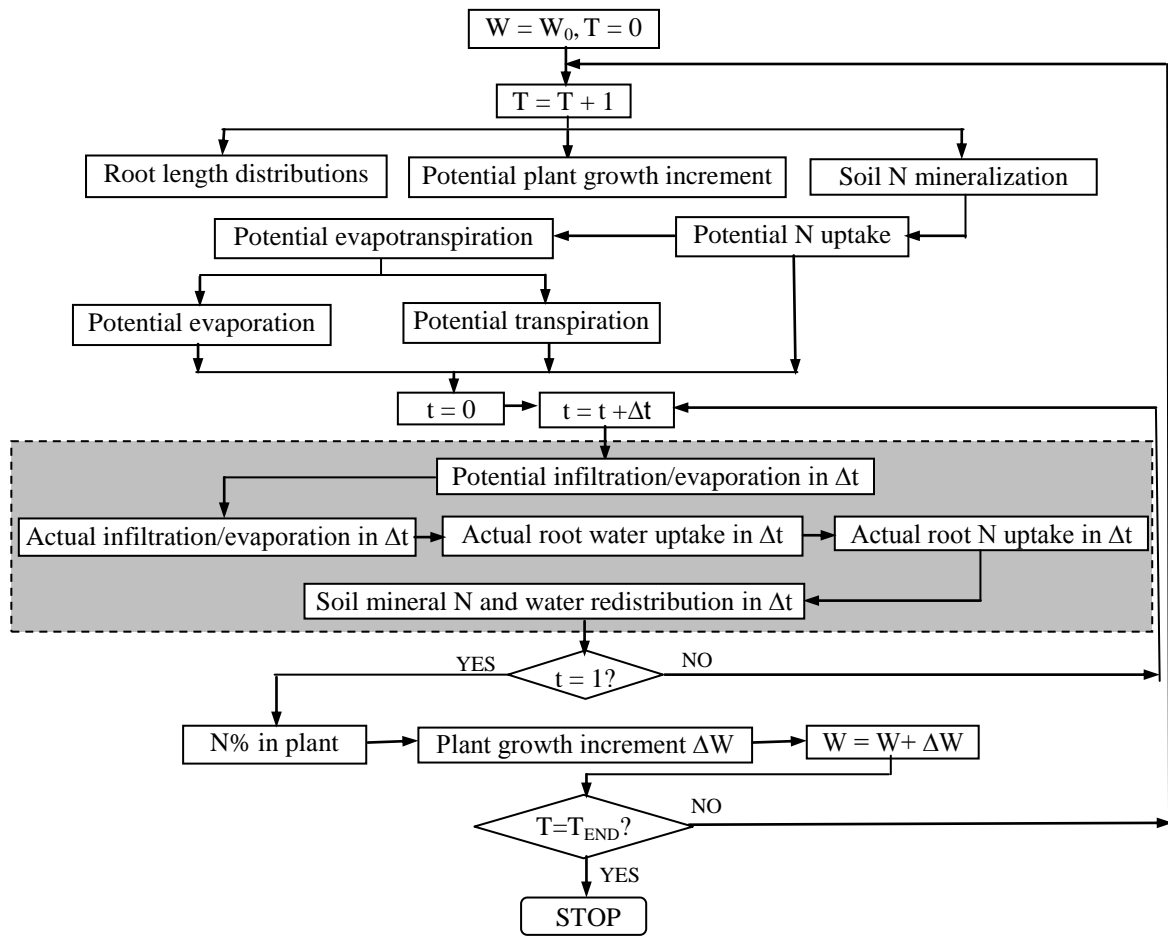 W = W₀, T = 0
T = T + 1
Root length distributions
Potential plant growth increment
Soil N mineralization
Potential evapotranspiration
Potential N uptake
Potential evaporation
Potential transpiration
t = 0
t = t +Δt
Potential infiltration/evaporation in Δt
Actual infiltration/evaporation in Δt
Actual root water uptake in Δt
Actual root N uptake in Δt
Soil mineral N and water redistribution in Δt
YES
t = 1?
NO
N% in plant
Plant growth increment ΔW
W = W+ ΔW
T=T_END?
NO
YES
STOP